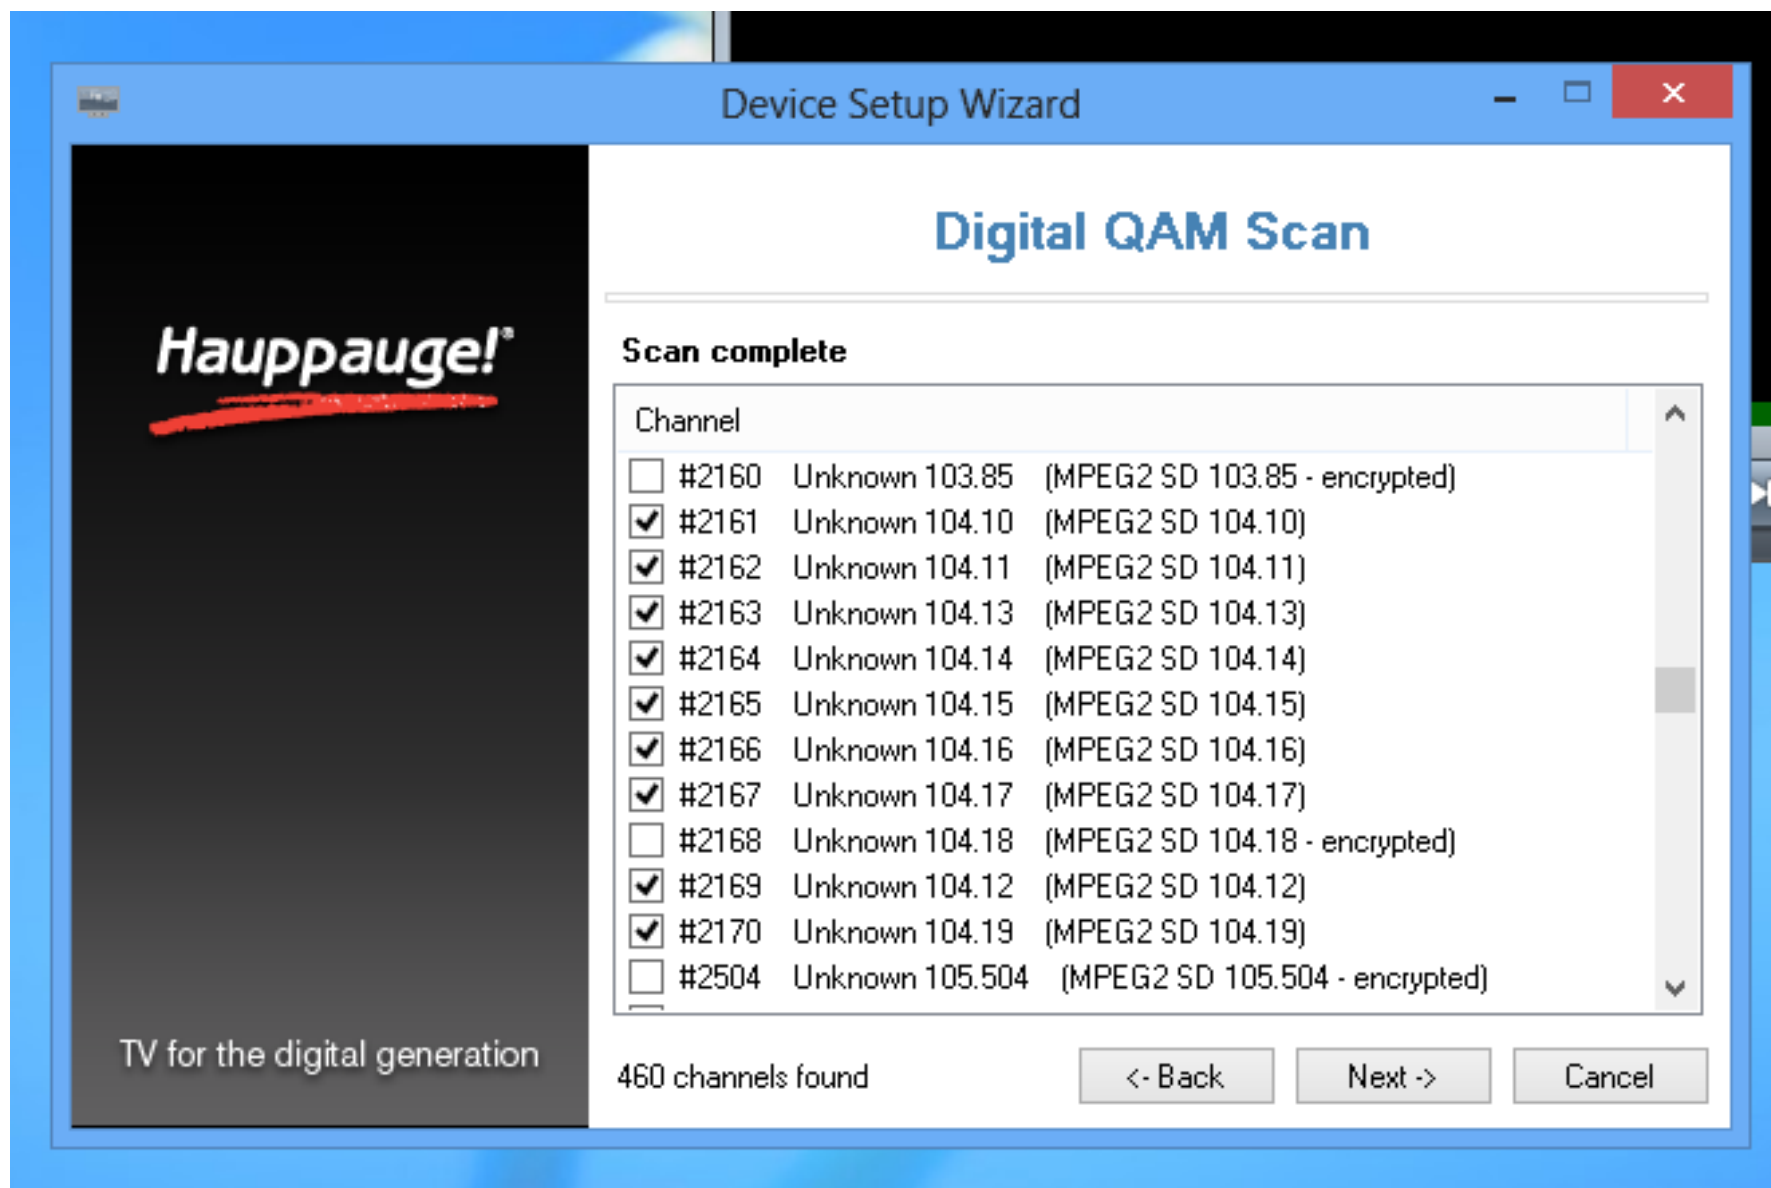 Device Setup Wizard
Hauppauge!®
TV for the digital generation
Digital QAM Scan
Scan complete
Channel
#2160 Unknown 103.85 (MPEG2 SD 103.85 - encrypted)
#2161 Unknown 104.10 (MPEG2 SD 104.10)
#2162 Unknown 104.11 (MPEG2 SD 104.11)
#2163 Unknown 104.13 (MPEG2 SD 104.13)
#2164 Unknown 104.14 (MPEG2 SD 104.14)
#2165 Unknown 104.15 (MPEG2 SD 104.15)
#2166 Unknown 104.16 (MPEG2 SD 104.16)
#2167 Unknown 104.17 (MPEG2 SD 104.17)
#2168 Unknown 104.18 (MPEG2 SD 104.18 - encrypted)
#2169 Unknown 104.12 (MPEG2 SD 104.12)
#2170 Unknown 104.19 (MPEG2 SD 104.19)
#2504 Unknown 105.504 (MPEG2 SD 105.504 - encrypted)
460 channels found
<- Back
Next ->
Cancel